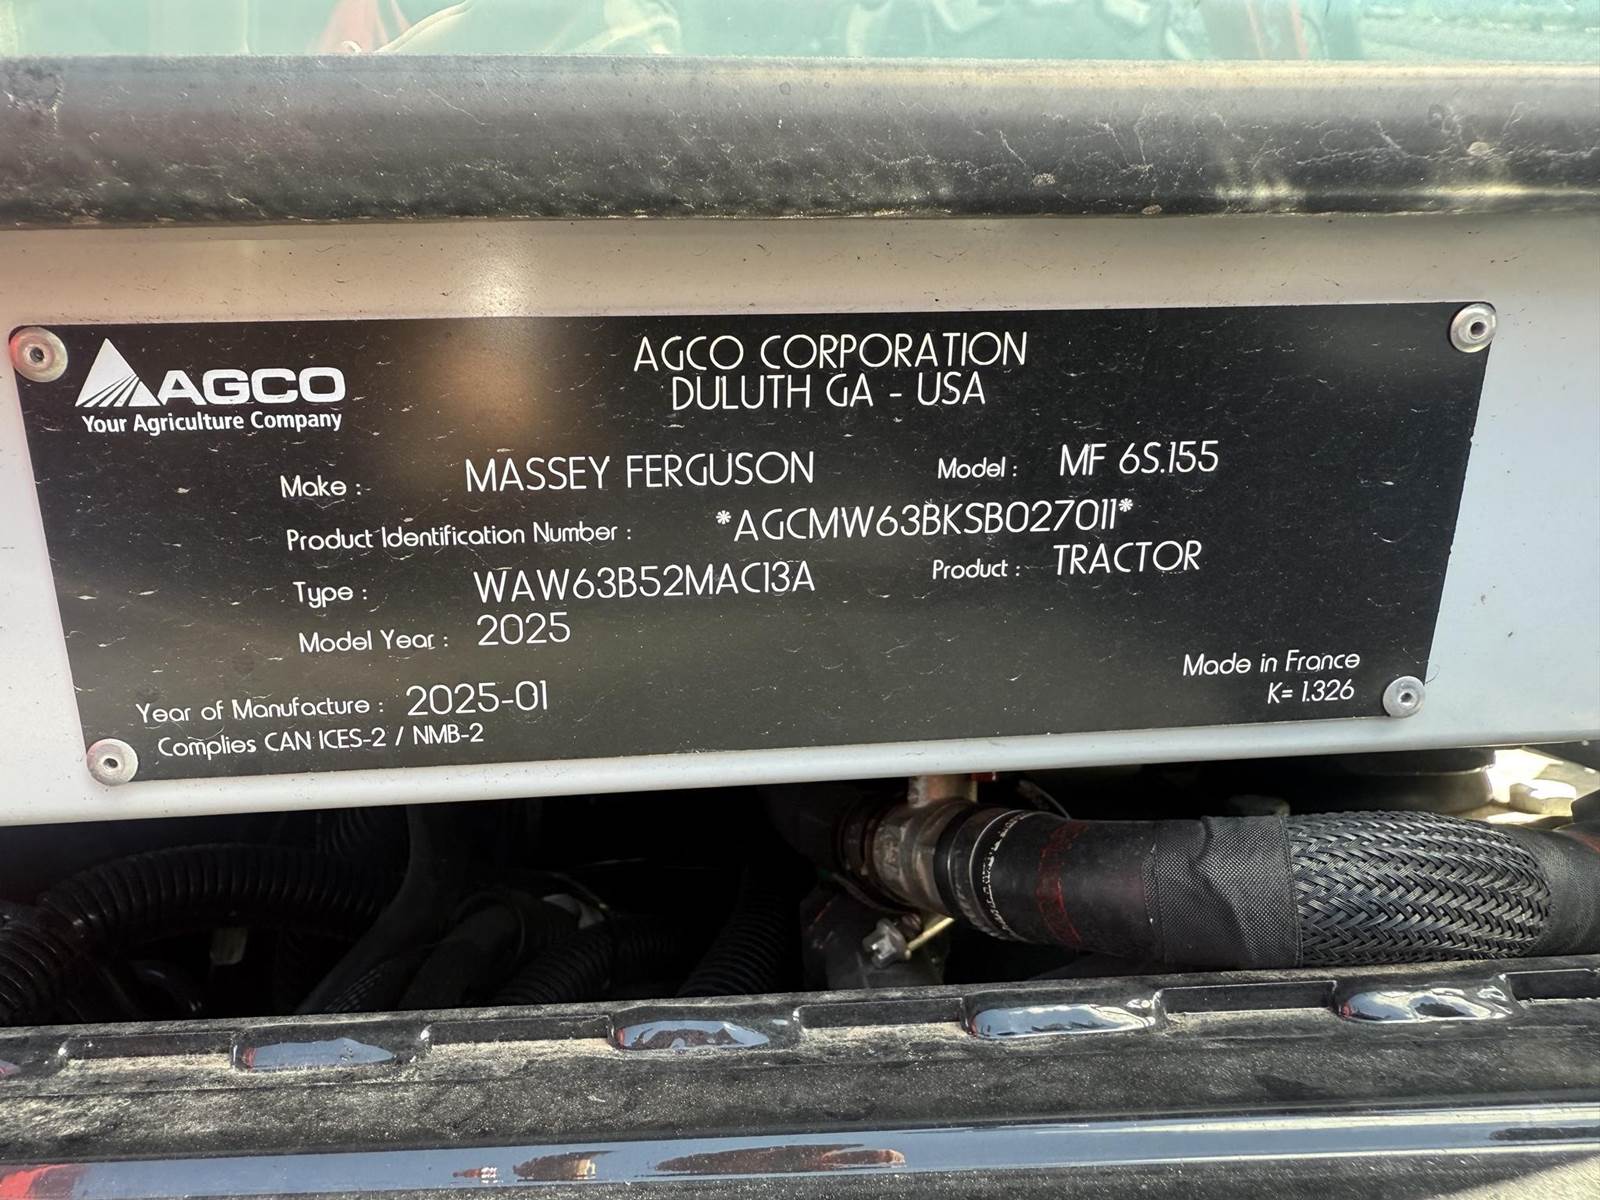 AGCO
Your Agriculture Company
AGCO CORPORATION
DULUTH GA - USA
Make : MASSEY FERGUSON Model : MF 6S.155
Product Identification Number : *AGCMW63BKSB027011*
Type : WAW63B52MAC13A Product : TRACTOR
Model Year : 2025
Made in France
K= 1.326
Year of Manufacture : 2025-01
Complies CAN ICES-2 / NMB-2